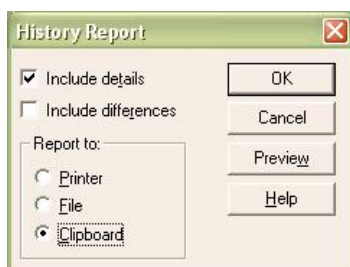 History Report
Include details
Include differences
Report to:
Printer
File
Clipboard
OK
Cancel
Preview
Help